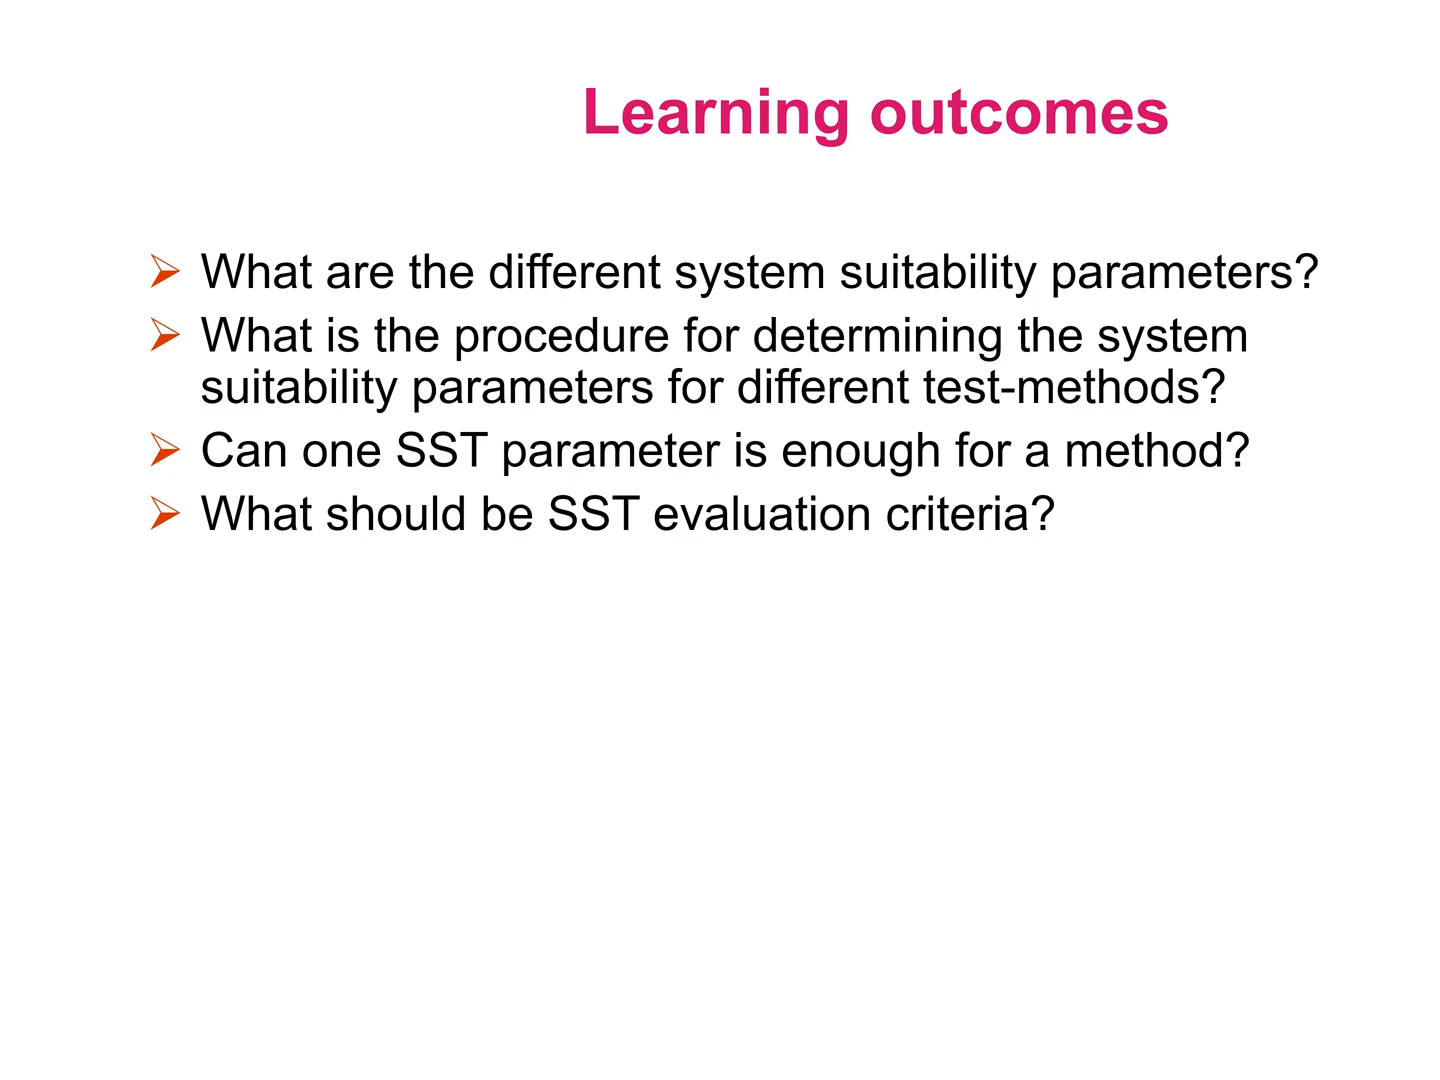 Learning outcomes
What are the different system suitability parameters?
What is the procedure for determining the system
suitability parameters for different test-methods?
Can one SST parameter is enough for a method?
What should be SST evaluation criteria?